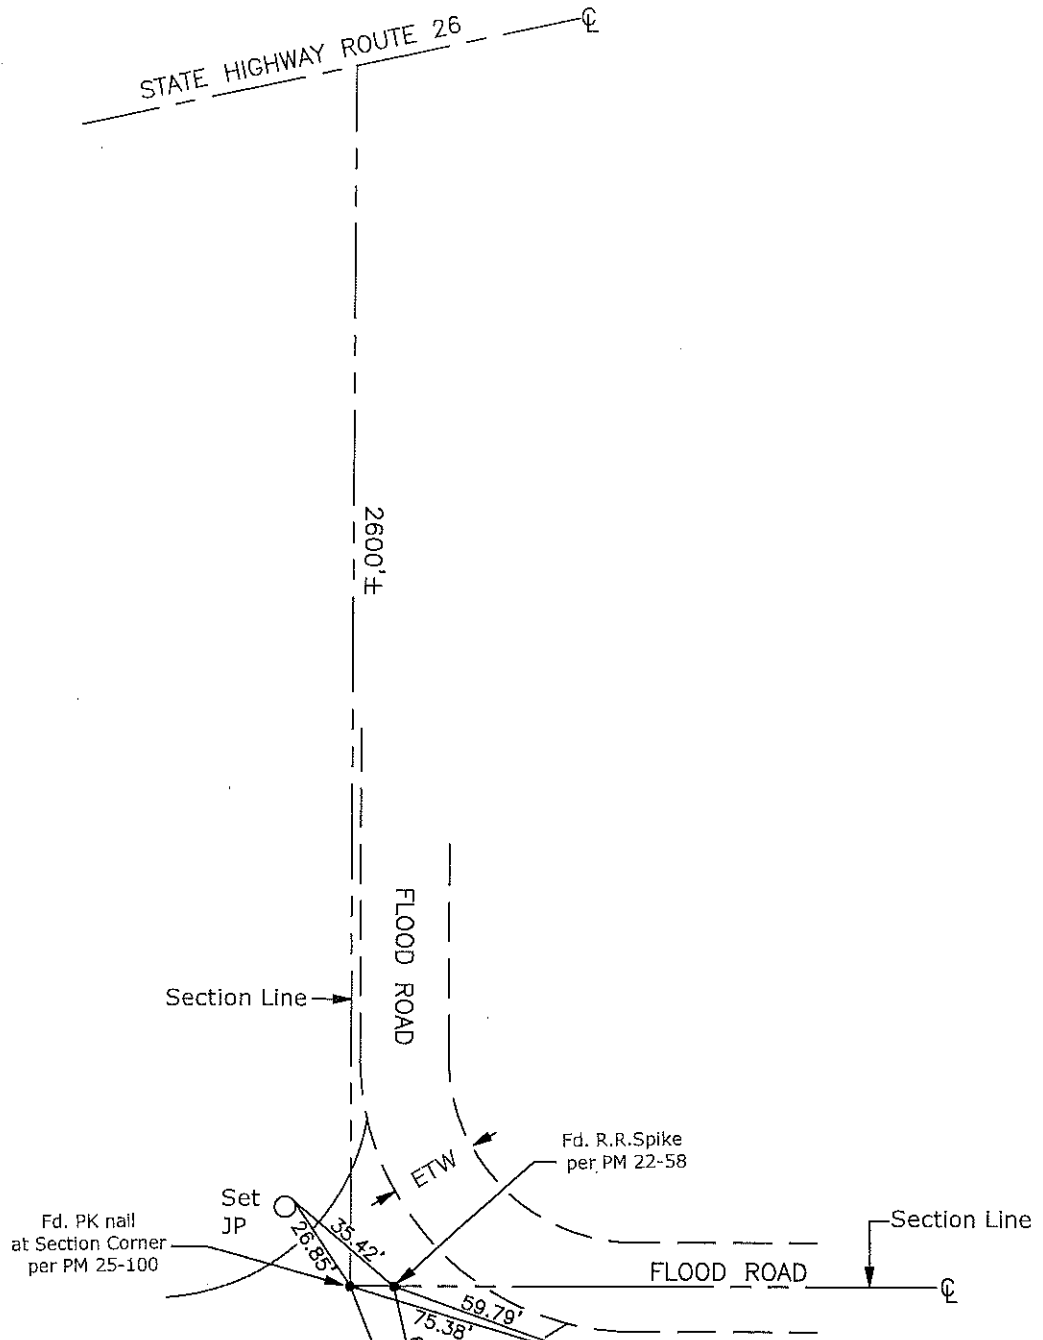 ℄
STATE HIGHWAY ROUTE 26
2600'±
FLOOD ROAD
Section Line
ETW
Fd. R.R.Spike
per PM 22-58
Set
JP
Fd. PK nail
at Section Corner
per PM 25-100
26.85'
35.42'
Section Line
FLOOD ROAD
℄
59.79'
75.38'